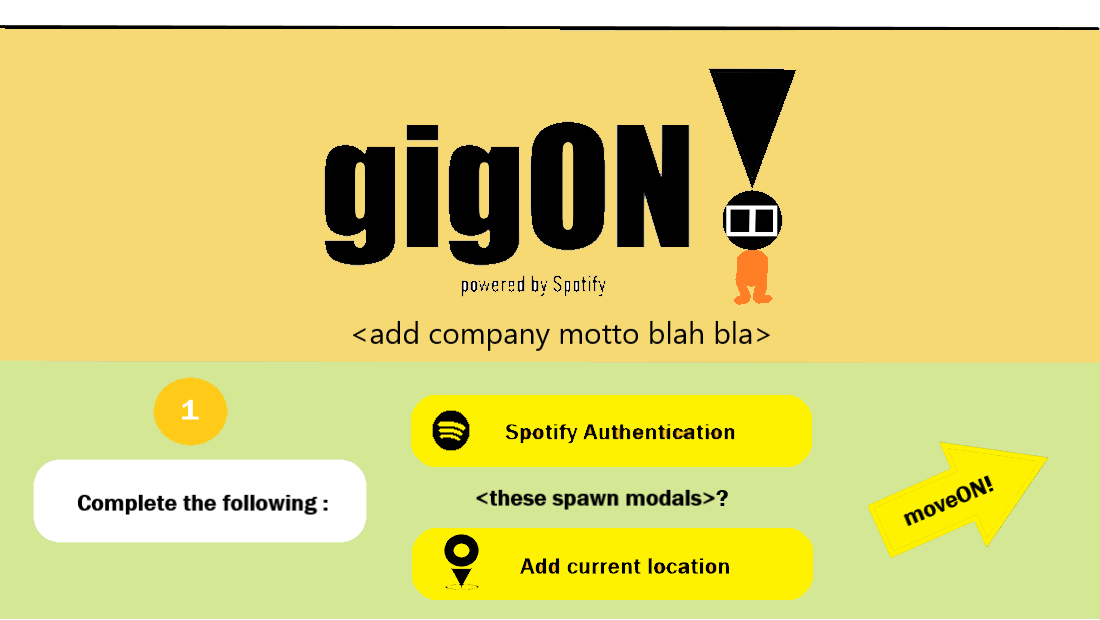 gigON
powered by Spotify
<add company motto blah bla>
1
Complete the following :
Spotify Authentication
<these spawn modals>?
Add current location
moveON!